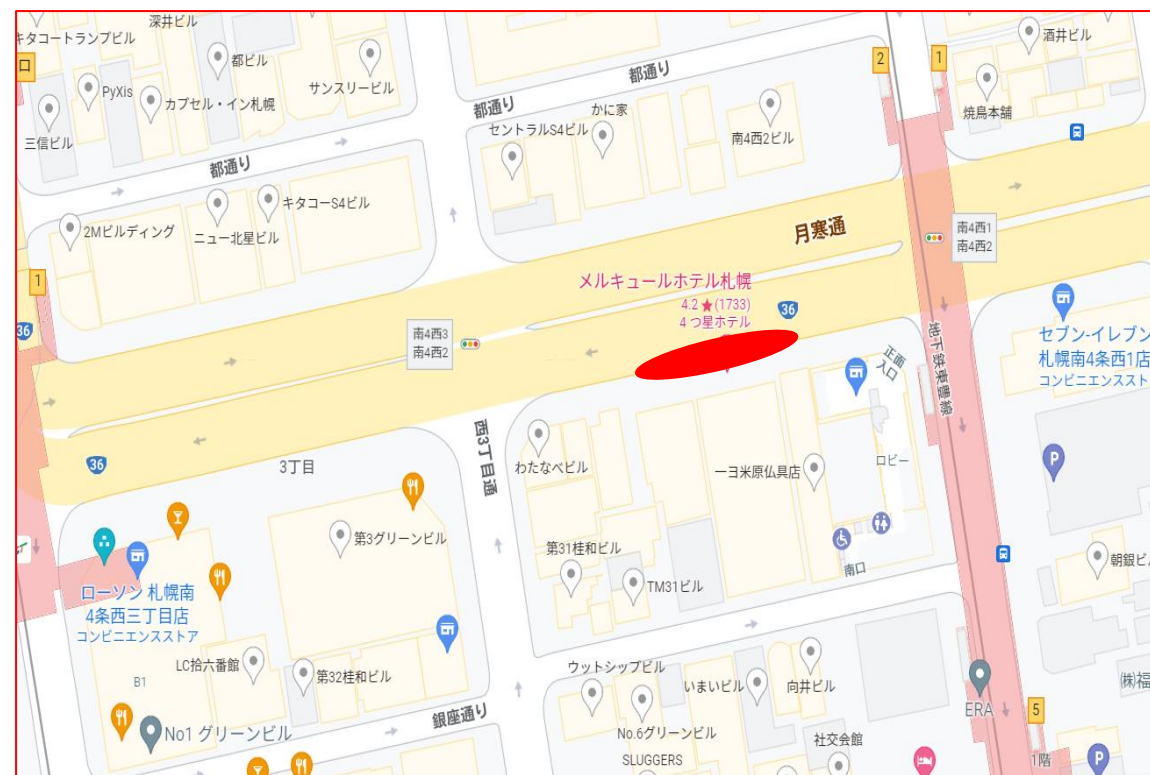 深井ビル
キタコートランプビル
都ビル
サンスリービル
口
PyXis
カプセル・イン札幌
三信ビル
都通り
都通り
都通り
セントラルS4ビル
かに家
南4西2ビル
2
1
酒井ビル
焼鳥本舗
2Mビルディング
ニュー北星ビル
キタコーS4ビル
月寒通
南4西1
南4西2
1
36
メルキュールホテル札幌
4.2★(1733)
4 つ星ホテル
36
南4西3
南4西2
正面
入口
地下鉄東豊線
セブン-イレブン
札幌南4条西1店
コンビニエンススト
36
3丁目
西3丁目通
わたなべビル
一ヨ米原仏具店
ロビー
P
第3グリーンビル
第31桂和ビル
TM31ビル
南口
朝銀ビ
ローソン 札幌南
4条西三丁目店
コンビニエンスストア
LC拾六番館
B1
第32桂和ビル
No1 グリーンビル
銀座通り
ウットシップビル
いまいビル
向井ビル
No.6グリーンビル
SLUGGERS
社交会館
ERA
5
1階
P
(株)福